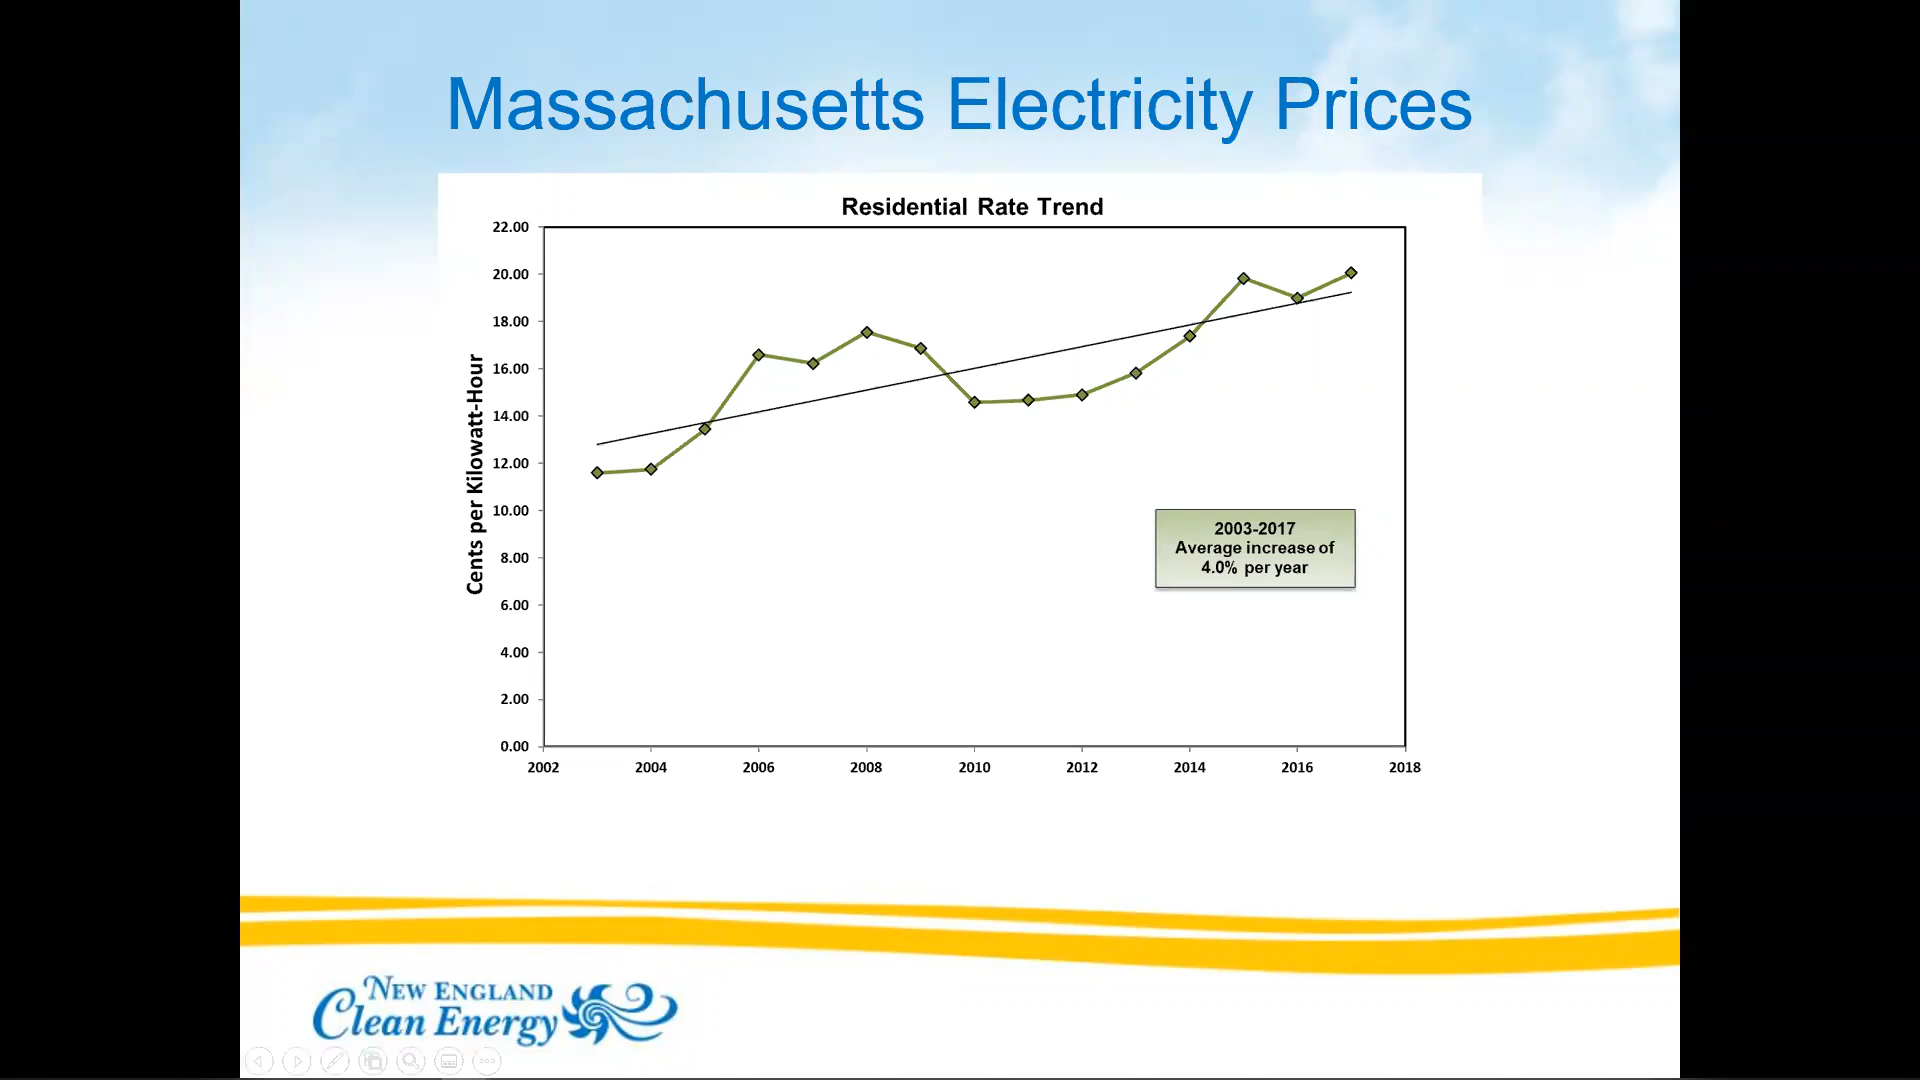 Massachusetts Electricity Prices
Residential Rate Trend
22.00
20.00
18.00
16.00
14.00
12.00
10.00
8.00
6.00
4.00
2.00
0.00
Cents per Kilowatt-Hour
2003-2017
Average increase of
4.0% per year
2002 2004 2006 2008 2010 2012 2014 2016 2018
NEW ENGLAND
Clean Energy